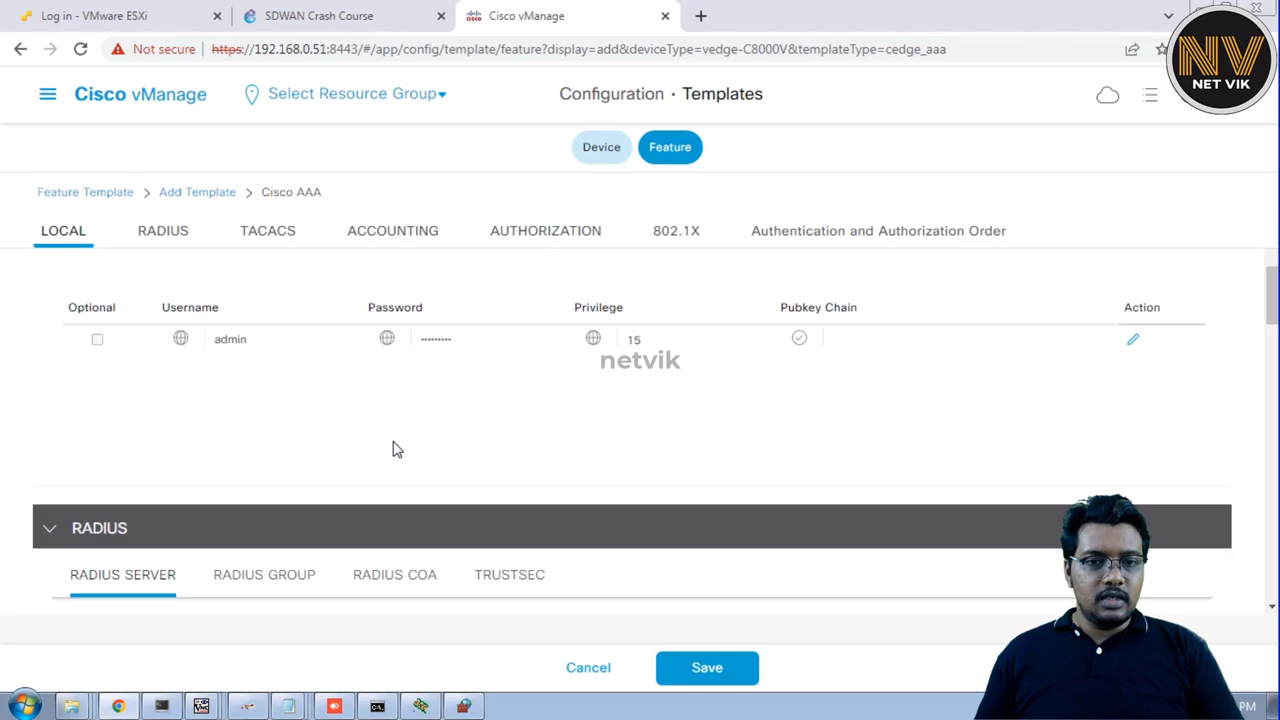 Log in - VMware ESXi
SDWAN Crash Course
Cisco vManage
Not secure
https://192.168.0.51:8443/#/app/config/template/feature?display=add&deviceType=vedge-C8000V&templateType=cedge_aaa
NV
NET VIK
Cisco vManage
Select Resource Group
Configuration · Templates
Device
Feature
Feature Template > Add Template > Cisco AAA
LOCAL
RADIUS
TACACS
ACCOUNTING
AUTHORIZATION
802.1X
Authentication and Authorization Order
Optional
Username
Password
Privilege
Pubkey Chain
Action
admin
·········
15
netvik
RADIUS
RADIUS SERVER
RADIUS GROUP
RADIUS COA
TRUSTSEC
Cancel
Save
PM